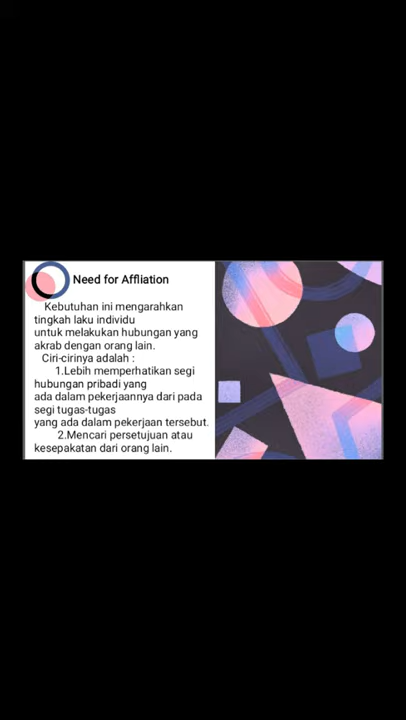 Need for Affliation
Kebutuhan ini mengarahkan
tingkah laku individu
untuk melakukan hubungan yang
akrab dengan orang lain.
Ciri-cirinya adalah :
1.Lebih memperhatikan segi
hubungan pribadi yang
ada dalam pekerjaannya dari pada
segi tugas-tugas
yang ada dalam pekerjaan tersebut.
2.Mencari persetujuan atau
kesepakatan dari orang lain.